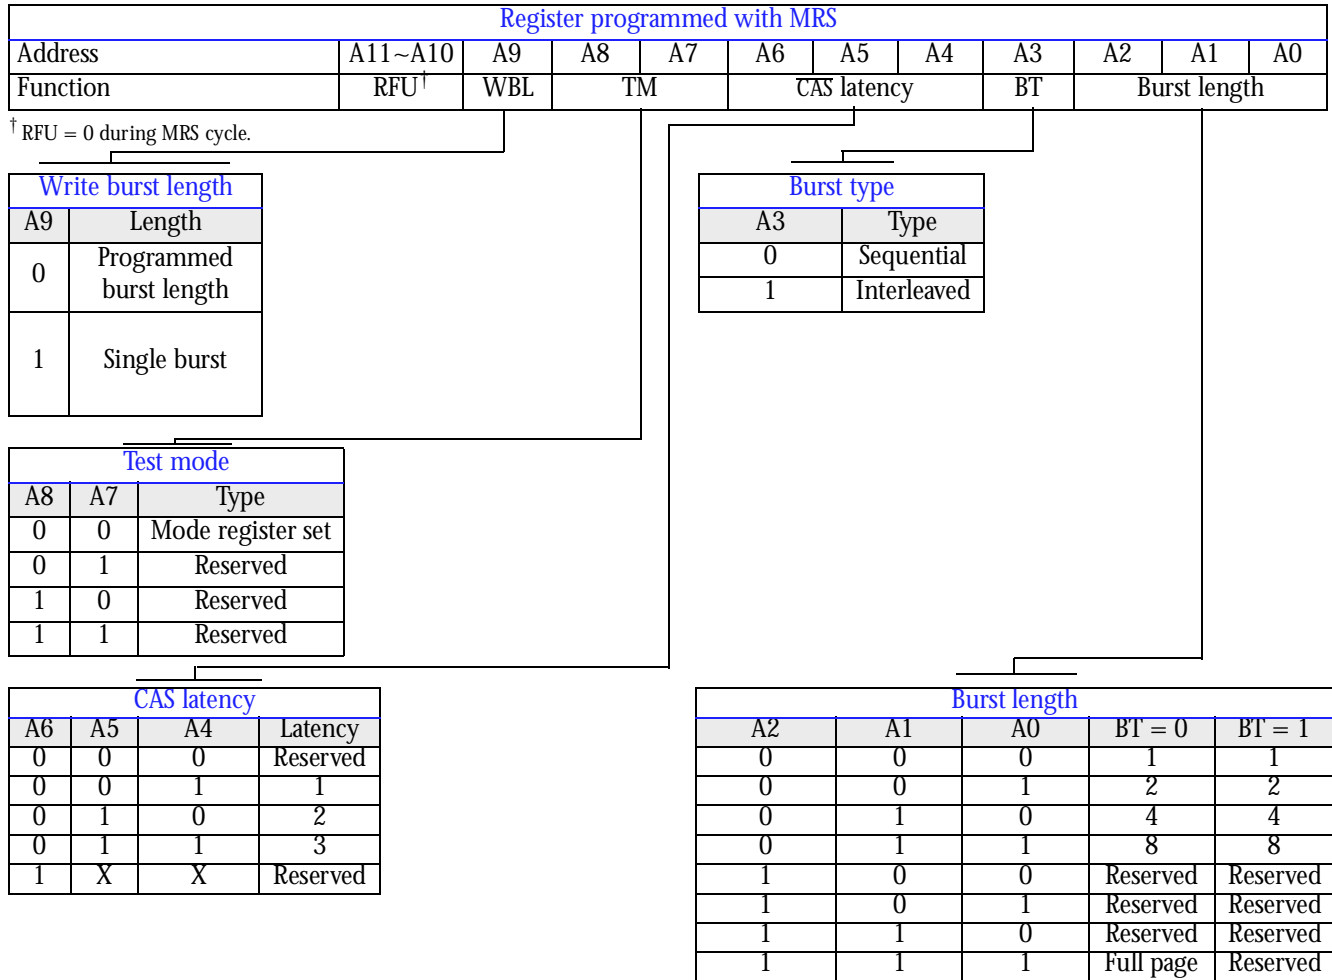 Register programmed with MRS
Address A11~A10 A9 A8 A7 A6 A5 A4 A3 A2 A1 A0
Function RFU† WBL TM CAS latency BT Burst length
† RFU = 0 during MRS cycle.
Write burst length
A9 Length
0 Programmed
burst length
1 Single burst
Burst type
A3 Type
0 Sequential
1 Interleaved
Test mode
A8 A7 Type
0 0 Mode register set
0 1 Reserved
1 0 Reserved
1 1 Reserved
CAS latency
A6 A5 A4 Latency
0 0 0 Reserved
0 0 1 1
0 1 0 2
0 1 1 3
1 X X Reserved
Burst length
A2 A1 A0 BT = 0 BT = 1
0 0 0 1 1
0 0 1 2 2
0 1 0 4 4
0 1 1 8 8
1 0 0 Reserved Reserved
1 0 1 Reserved Reserved
1 1 0 Reserved Reserved
1 1 1 Full page Reserved